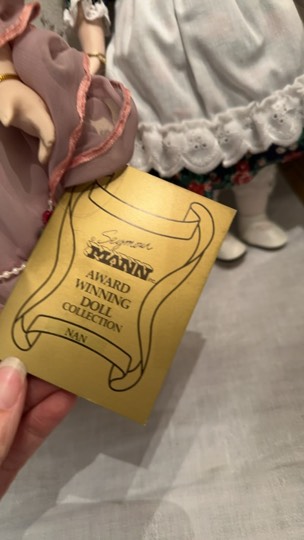 Seymour
MANN
AWARD
WINNING
DOLL
COLLECTION
NAN